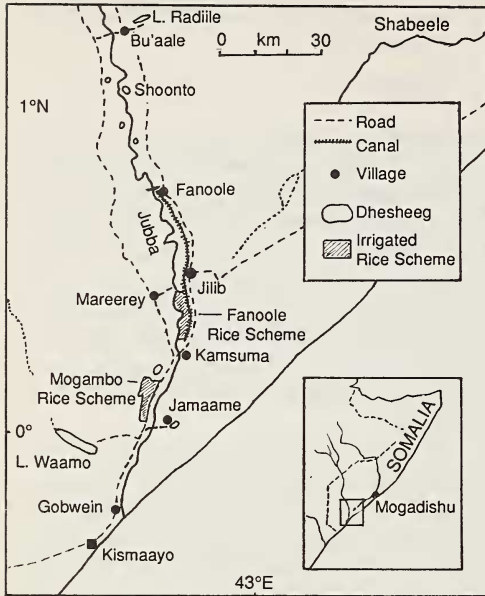 L. Radiile
Bu'aale
0 km 30
Shabeele
1°N
Shoonto
Road
Canal
Village
Dhesheeg
Irrigated
Rice Scheme
Fanoole
Jubba
Jilib
Mareerey
Fanoole
Rice Scheme
Kamsuma
Mogambo
Rice Scheme
Jamaame
0°
L. Waamo
SOMALIA
Mogadishu
Gobwein
Kismaayo
43°E